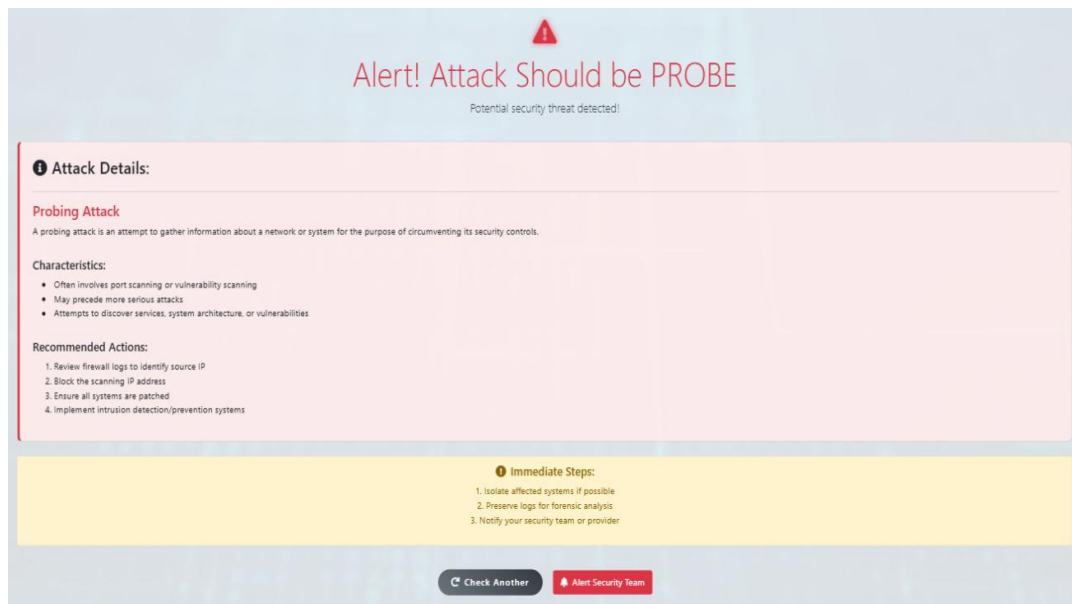 Alert! Attack Should be PROBE
Potential security threat detected!
Attack Details:
Probing Attack
A probing attack is an attempt to gather information about a network or system for the purpose of circumventing its security controls.
Characteristics:
• Often involves port scanning or vulnerability scanning
• May precede more serious attacks
• Attempts to discover services, system architecture, or vulnerabilities
Recommended Actions:
1. Review firewall logs to identify source IP
2. Block the scanning IP address
3. Ensure all systems are patched
4. Implement intrusion detection/prevention systems
Immediate Steps:
1. Isolate affected systems if possible
2. Preserve logs for forensic analysis
3. Notify your security team or provider
Check Another
Alert Security Team